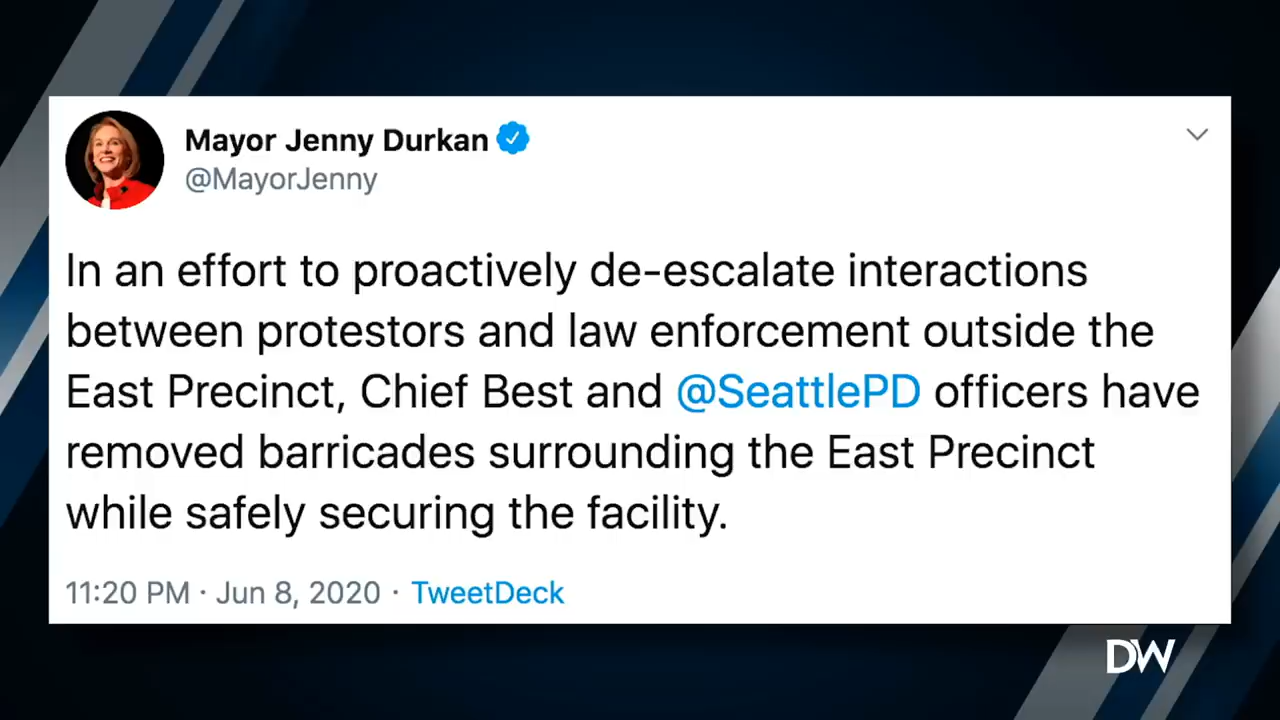 Mayor Jenny Durkan
@MayorJenny
In an effort to proactively de-escalate interactions
between protestors and law enforcement outside the
East Precinct, Chief Best and @SeattlePD officers have
removed barricades surrounding the East Precinct
while safely securing the facility.
11:20 PM · Jun 8, 2020 · TweetDeck
DW